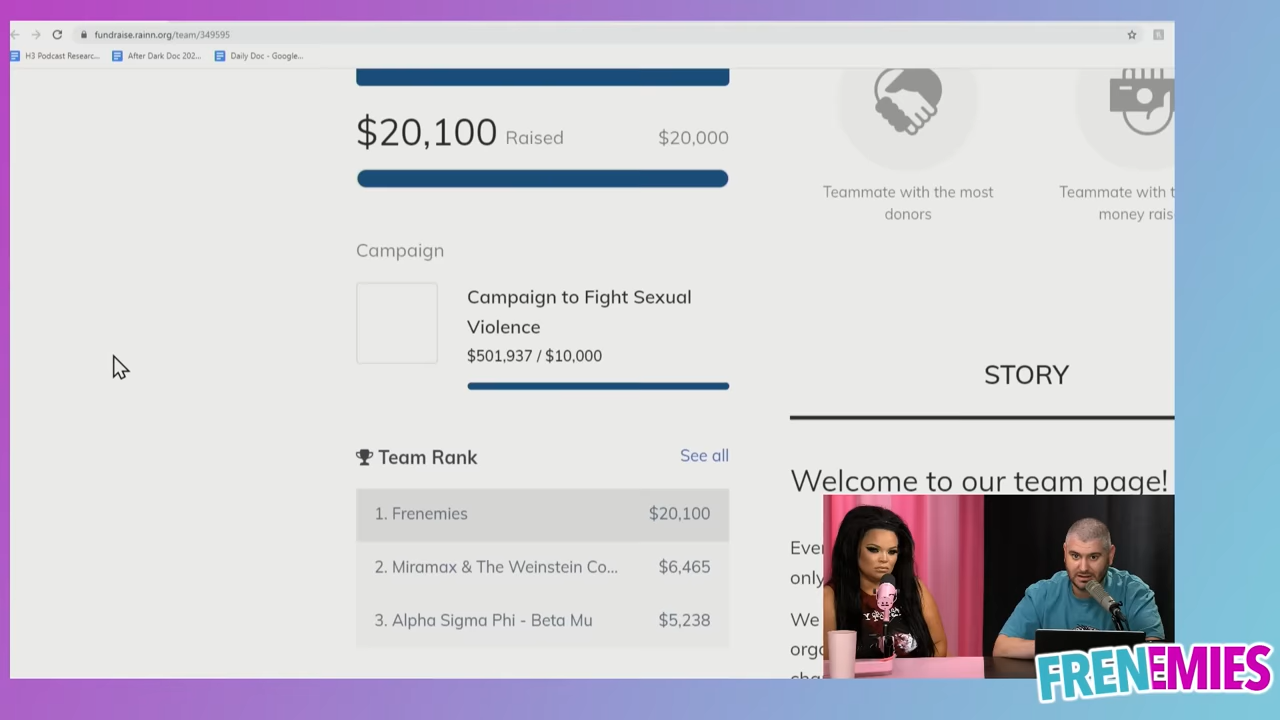 fundraise.rainn.org/team/349595
H3 Podcast Researc...
After Dark Doc 202...
Daily Doc - Google...
$20,100 Raised
$20,000
Campaign
Campaign to Fight Sexual
Violence
$501,937 / $10,000
Team Rank
See all
1. Frenemies
$20,100
2. Miramax & The Weinstein Co...
$6,465
3. Alpha Sigma Phi - Beta Mu
$5,238
Teammate with the most
donors
Teammate with t
money rais
STORY
Welcome to our team page!
Ever
only
We
orga
FRENEMIES